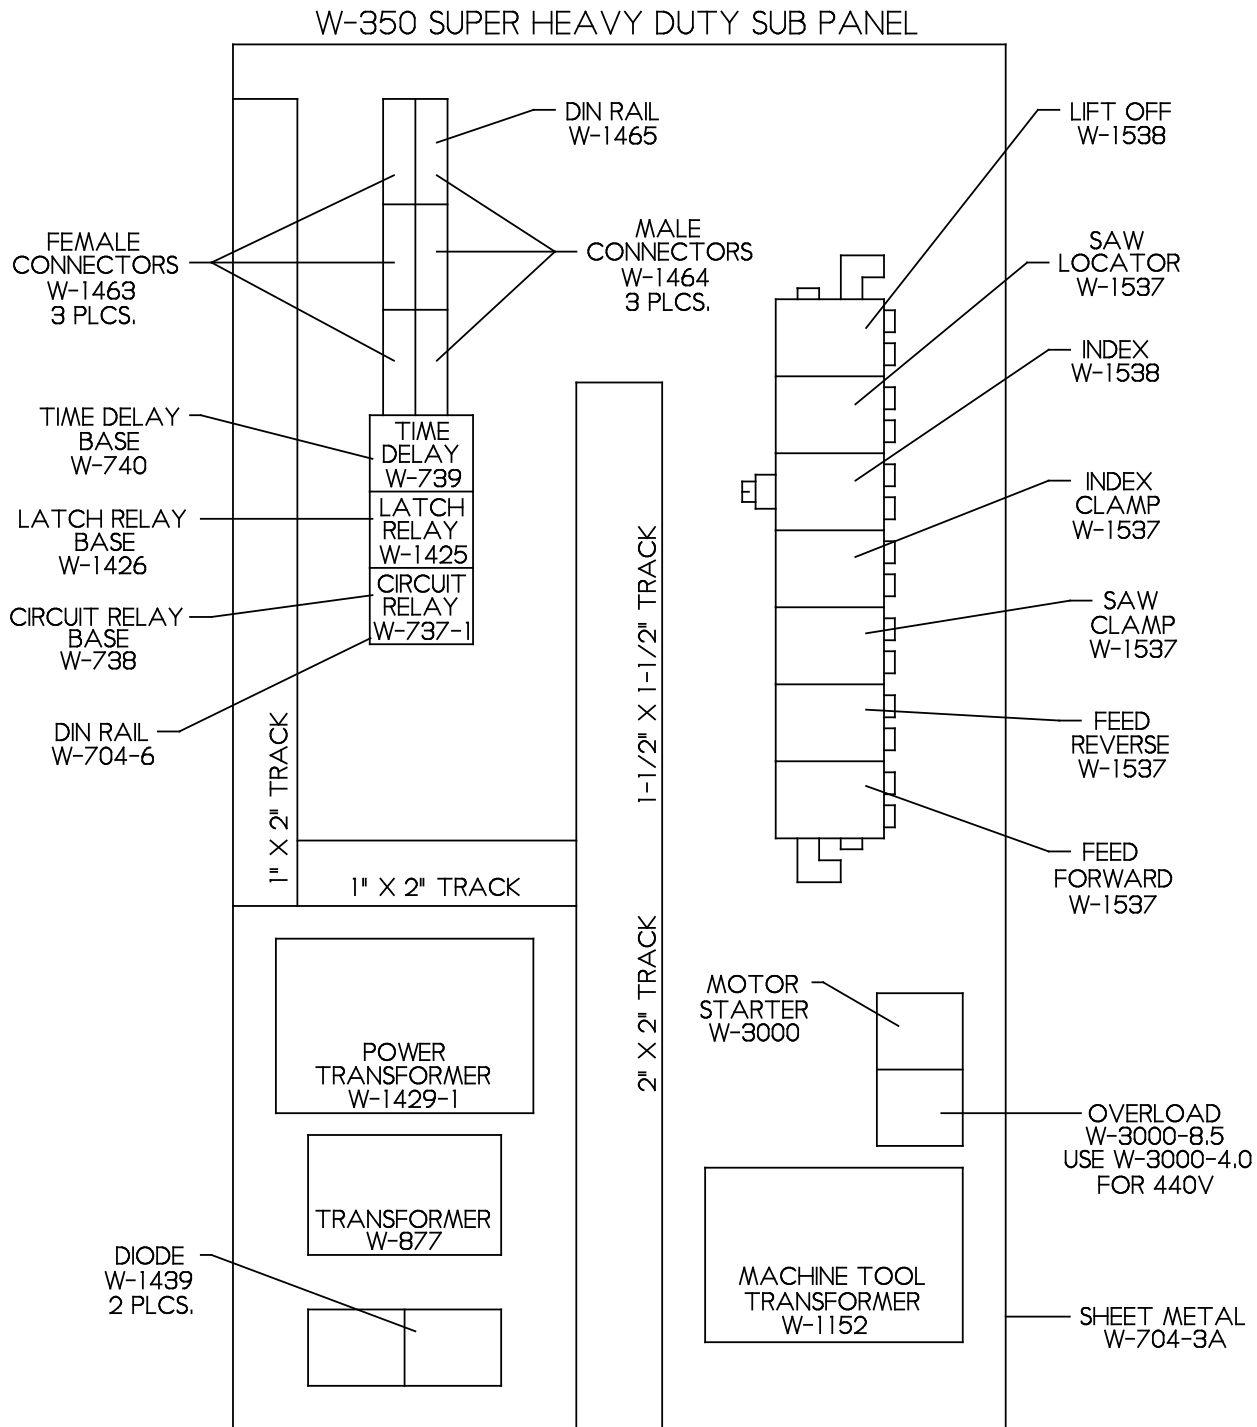 W-350 SUPER HEAVY DUTY SUB PANEL
DIN RAIL
W-1465
LIFT OFF
W-1538
FEMALE
CONNECTORS
W-1463
3 PLCS.
MALE
CONNECTORS
W-1464
3 PLCS.
SAW
LOCATOR
W-1537
INDEX
W-1538
TIME DELAY
BASE
W-740
TIME
DELAY
W-739
LATCH RELAY
BASE
W-1426
LATCH
RELAY
W-1425
CIRCUIT RELAY
BASE
W-738
CIRCUIT
RELAY
W-737-1
INDEX
CLAMP
W-1537
SAW
CLAMP
W-1537
DIN RAIL
W-704-6
1" X 2" TRACK
1-1/2" X 1-1/2" TRACK
FEED
REVERSE
W-1537
1" X 2" TRACK
FEED
FORWARD
W-1537
2" X 2" TRACK
MOTOR
STARTER
W-3000
POWER
TRANSFORMER
W-1429-1
OVERLOAD
W-3000-8.5
USE W-3000-4.0
FOR 440V
TRANSFORMER
W-877
DIODE
W-1439
2 PLCS.
MACHINE TOOL
TRANSFORMER
W-1152
SHEET METAL
W-704-3A